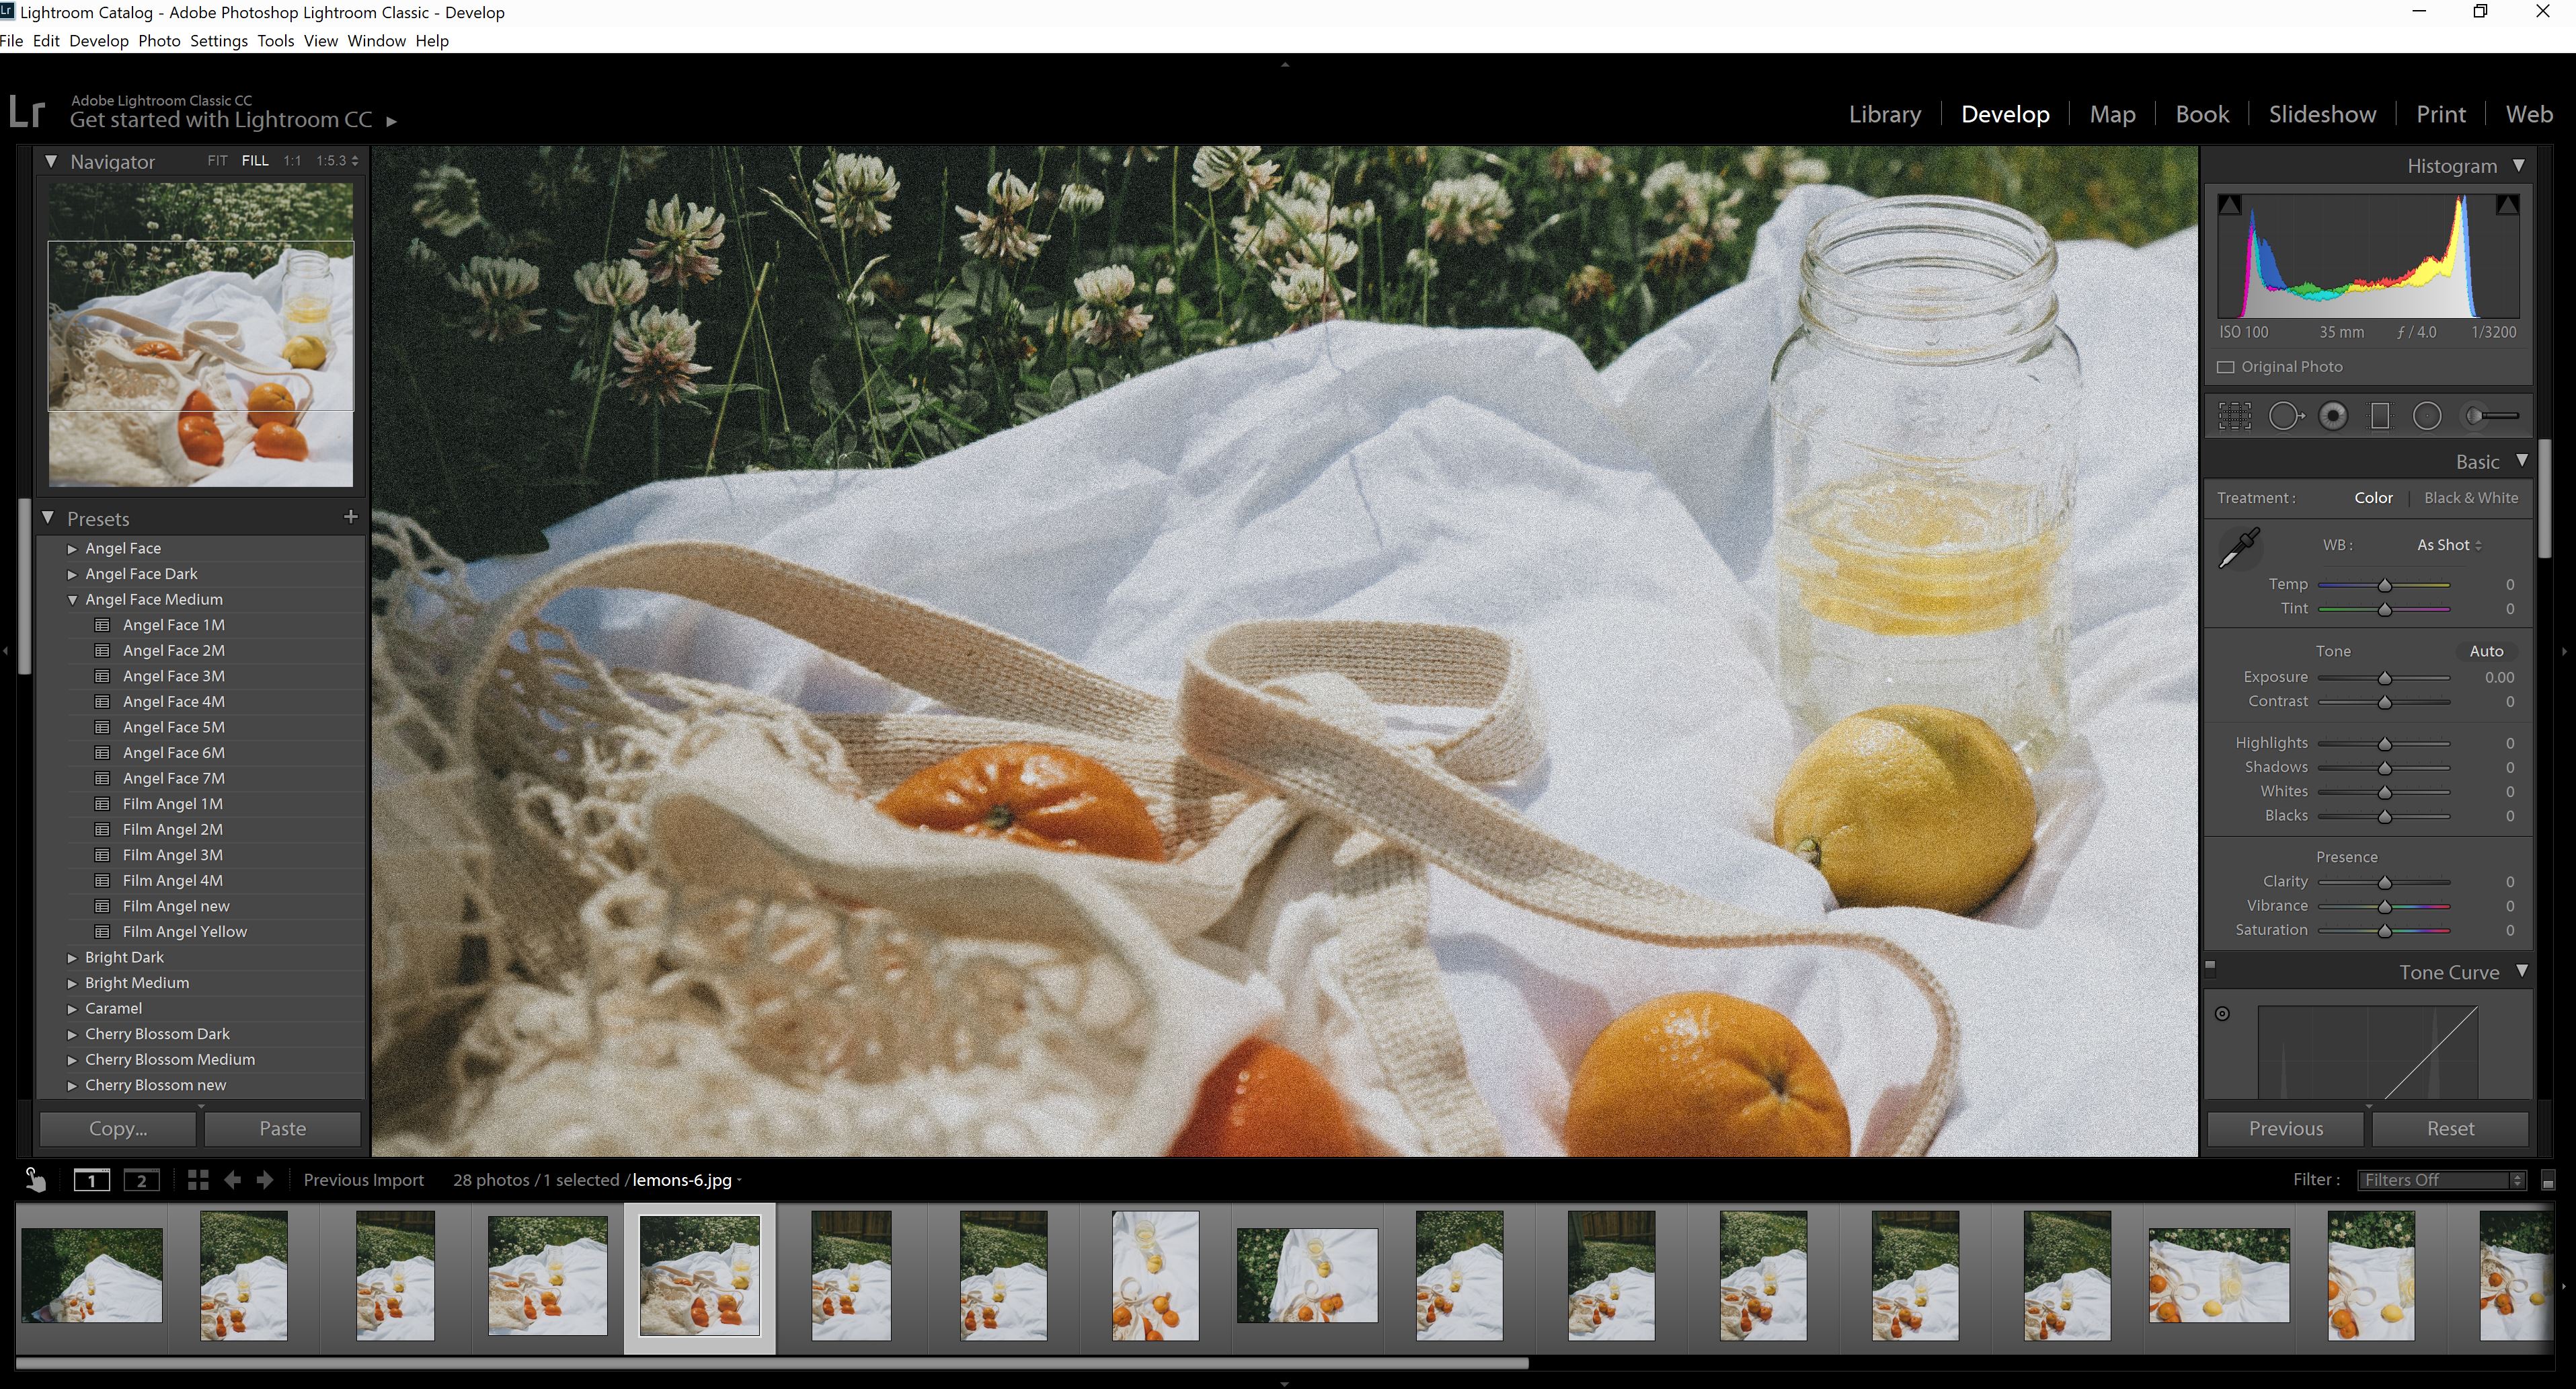 Lr Lightroom Catalog - Adobe Photoshop Lightroom Classic - Develop
File Edit Develop Photo Settings Tools View Window Help
Lr
Adobe Lightroom Classic CC
Get started with Lightroom CC
Library | Develop | Map | Book | Slideshow | Print | Web
Navigator FIT FILL 1:1 1:5.3
Presets +
Angel Face
Angel Face Dark
Angel Face Medium
Angel Face 1M
Angel Face 2M
Angel Face 3M
Angel Face 4M
Angel Face 5M
Angel Face 6M
Angel Face 7M
Film Angel 1M
Film Angel 2M
Film Angel 3M
Film Angel 4M
Film Angel new
Film Angel Yellow
Bright Dark
Bright Medium
Caramel
Cherry Blossom Dark
Cherry Blossom Medium
Cherry Blossom new
Copy... Paste
Histogram
ISO 100 35 mm ƒ / 4.0 1/3200
Original Photo
Basic
Treatment : Color | Black & White
WB : As Shot
Temp 0
Tint 0
Tone Auto
Exposure 0.00
Contrast 0
Highlights 0
Shadows 0
Whites 0
Blacks 0
Presence
Clarity 0
Vibrance 0
Saturation 0
Tone Curve
Previous Reset
1 2 Previous Import 28 photos / 1 selected / lemons-6.jpg
Filter : Filters Off